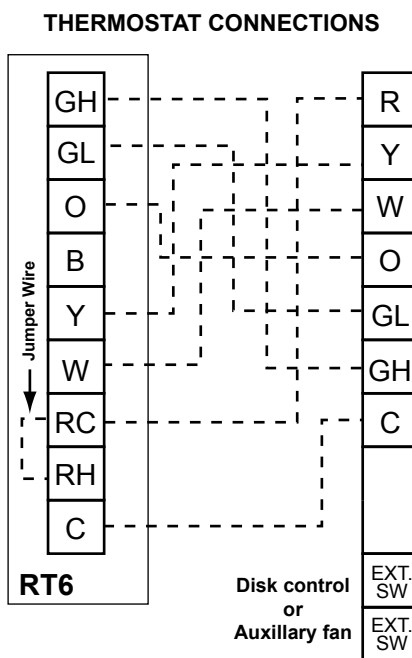 THERMOSTAT CONNECTIONS
GH
GL
O
B
Y
W
RC
RH
C
Jumper Wire
RT6
R
Y
W
O
GL
GH
C
EXT.
SW
EXT.
SW
Disk control
or
Auxillary fan